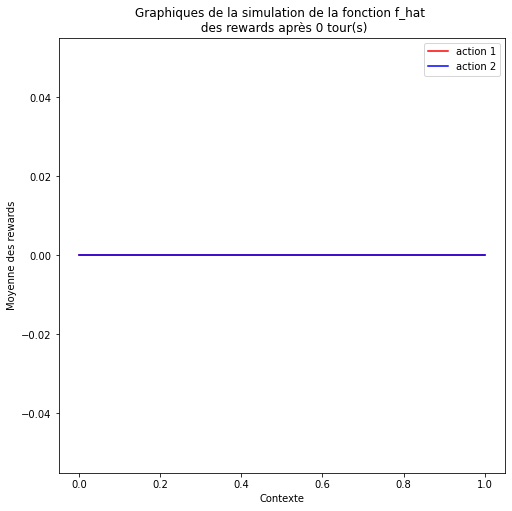 Graphiques de la simulation de la fonction f_hat
des rewards après 0 tour(s)
action 1
action 2
0.04
0.02
0.00
−0.02
−0.04
Moyenne des rewards
0.0 0.2 0.4 0.6 0.8 1.0
Contexte